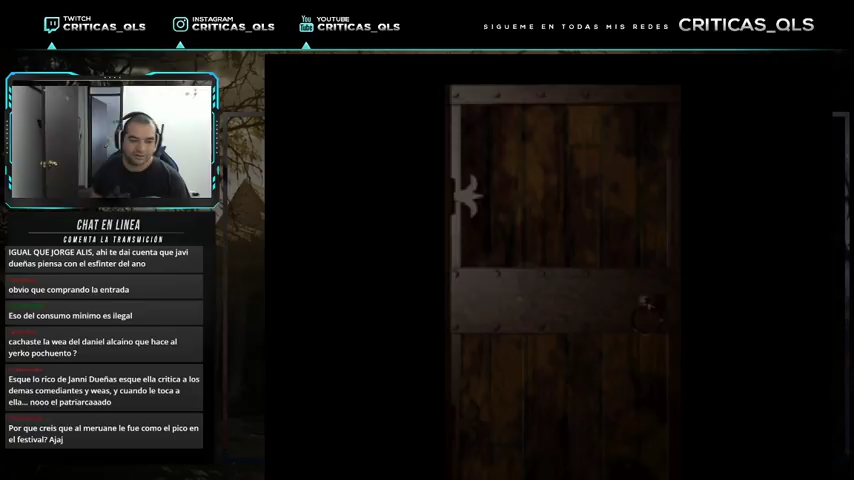 TWITCH
CRITICAS_QLS
INSTAGRAM
CRITICAS_QLS
YOUTUBE
CRITICAS_QLS
SIGUEME EN TODAS MIS REDES
CRITICAS_QLS
CHAT EN LINEA
COMENTA LA TRANSMICIÓN
IGUAL QUE JORGE ALIS, ahi te dai cuenta que javi
dueñas piensa con el esfinter del ano
obvio que comprando la entrada
Eso del consumo minimo es ilegal
cachaste la wea del daniel alcaino que hace al
yerko pochuento ?
Esque lo rico de Janni Dueñas esque ella critica a los
demas comediantes y weas, y cuando le toca a
ella... nooo el patriarcaaado
Por que creis que al meruane le fue como el pico en
el festival? Ajaj